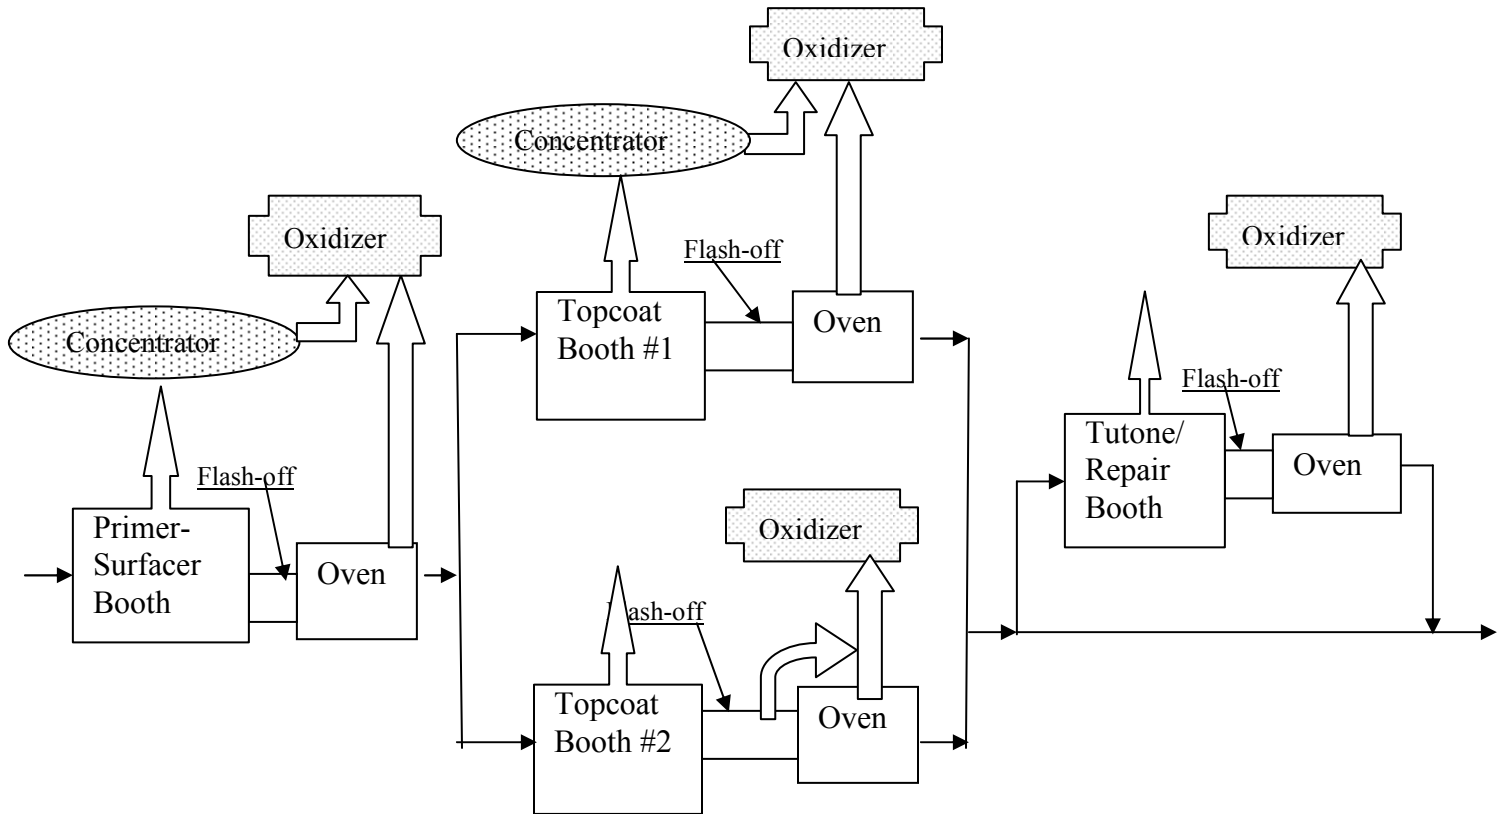 Oxidizer
Concentrator
Oxidizer
Oxidizer
Flash-off
Topcoat
Booth #1
Oven
Concentrator
Flash-off
Tutone/
Repair
Booth
Oven
Flash-off
Primer-
Surfacer
Booth
Oven
Oxidizer
ash-off
Topcoat
Booth #2
Oven